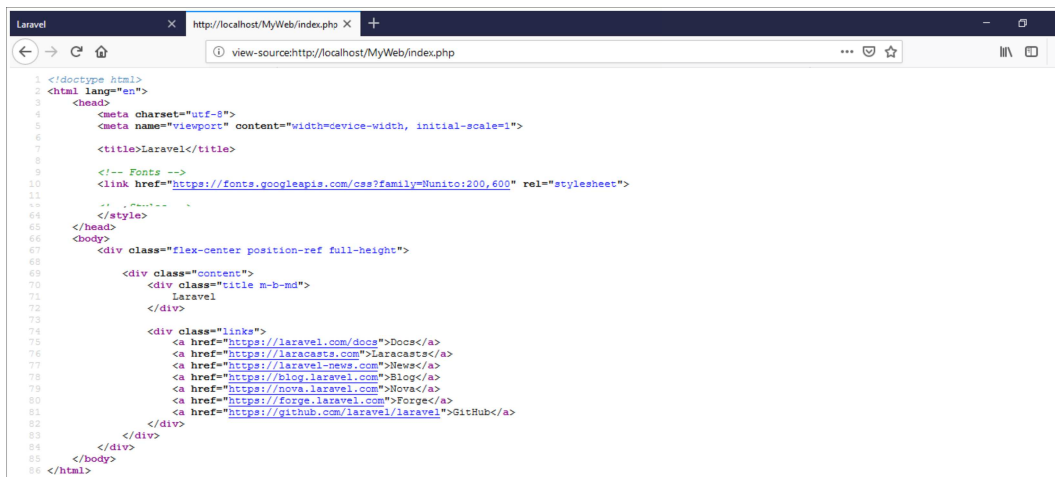 Laravel
http://localhost/MyWeb/index.php
view-source:http://localhost/MyWeb/index.php
1 <!doctype html>
2 <html lang="en">
3 <head>
4 <meta charset="utf-8">
5 <meta name="viewport" content="width=device-width, initial-scale=1">
6
7 <title>Laravel</title>
8
9 <!-- Fonts -->
10 <link href="https://fonts.googleapis.com/css?family=Nunito:200,600" rel="stylesheet">
11
64 </style>
65 </head>
66 <body>
67 <div class="flex-center position-ref full-height">
68
69 <div class="content">
70 <div class="title m-b-md">
71 Laravel
72 </div>
73
74 <div class="links">
75 <a href="https://laravel.com/docs">Docs</a>
76 <a href="https://laracasts.com">Laracasts</a>
77 <a href="https://laravel-news.com">News</a>
78 <a href="https://blog.laravel.com">Blog</a>
79 <a href="https://nova.laravel.com">Nova</a>
80 <a href="https://forge.laravel.com">Forge</a>
81 <a href="https://github.com/laravel/laravel">GitHub</a>
82 </div>
83 </div>
84 </div>
85 </body>
86 </html>